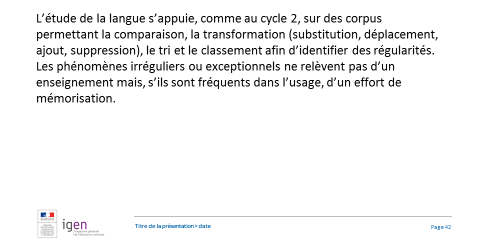 L’étude de la langue s’appuie, comme au cycle 2, sur des corpus
permettant la comparaison, la transformation (substitution, déplacement,
ajout, suppression), le tri et le classement afin d’identifier des régularités.
Les phénomènes irréguliers ou exceptionnels ne relèvent pas d’un
enseignement mais, s’ils sont fréquents dans l’usage, d’un effort de
mémorisation.
igen
Titre de la présentation > date
Page 42